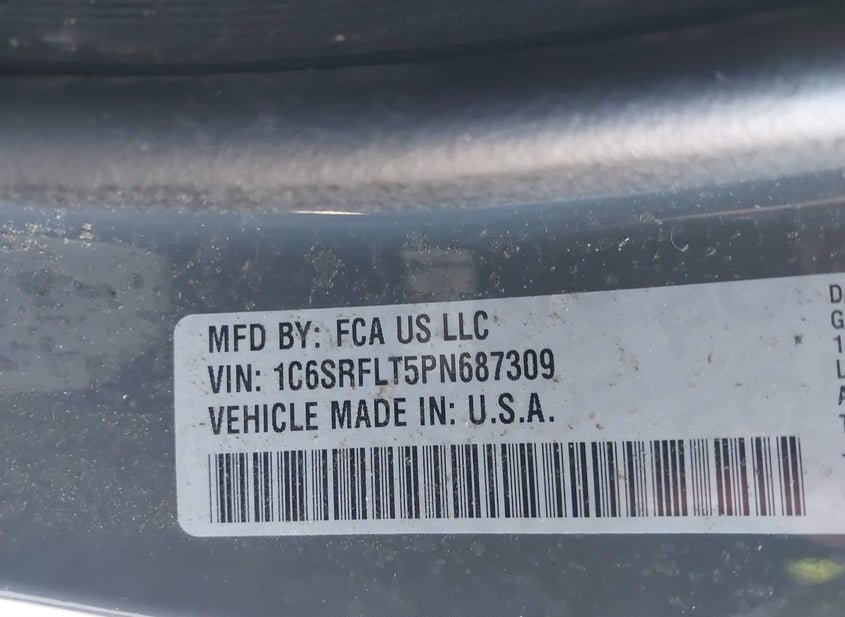 MFD BY: FCA US LLC
VIN: 1C6SRFLT5PN687309
VEHICLE MADE IN: U.S.A.